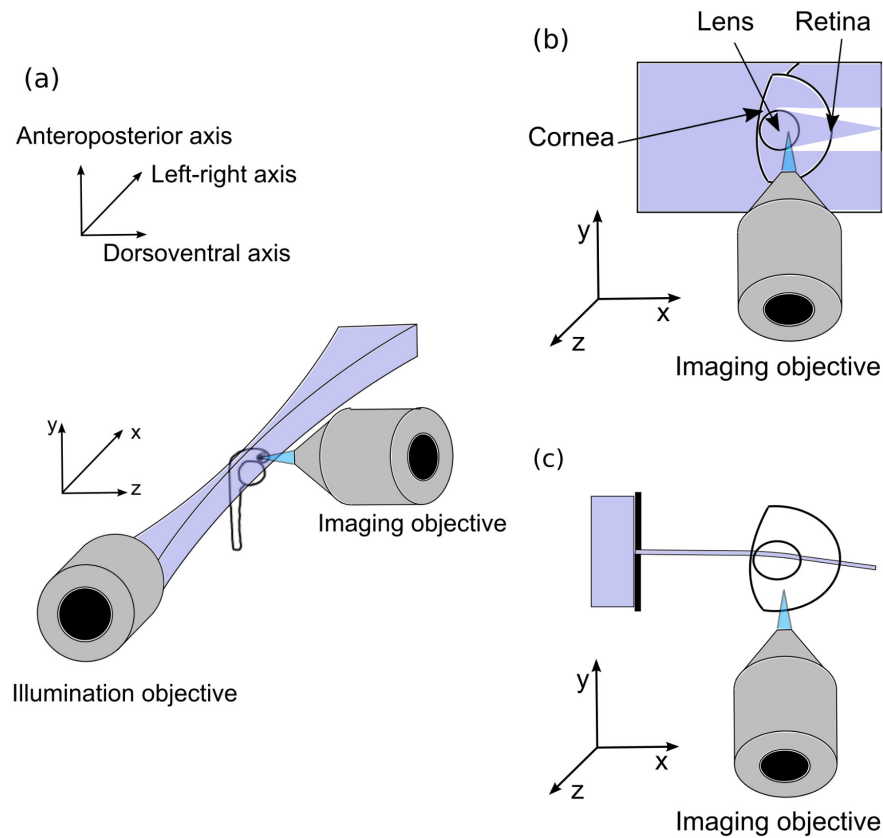 (a)
Anteroposterior axis
Left-right axis
Dorsoventral axis
y
x
z
Imaging objective
Illumination objective
(b)
Lens
Retina
Cornea
y
x
z
Imaging objective
(c)
y
x
z
Imaging objective